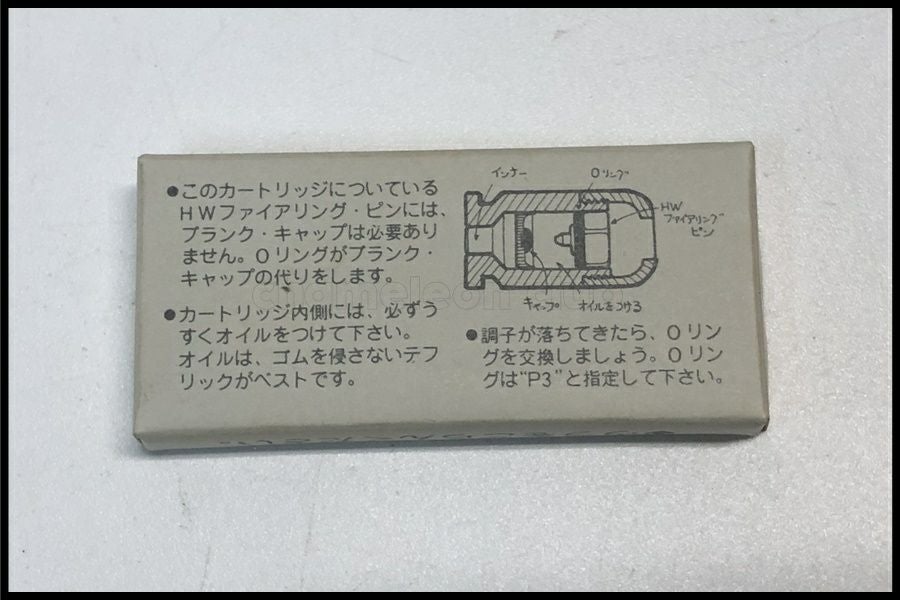 ●このカートリッジについている
HWファイアリング・ピンには、
ブランク・キャップは必要あり
ません。Oリングがブランク・
キャップの代りをします。
●カートリッジ内側には、必ずう
すくオイルをつけて下さい。
オイルは、ゴムを侵さないテフ
リックがベストです。
インナー
Oリング
HW
ファイアリング
ピン
キャップ
オイルをつける
●調子が落ちてきたら、Oリン
グを交換しましょう。Oリン
グは“P3”と指定して下さい。